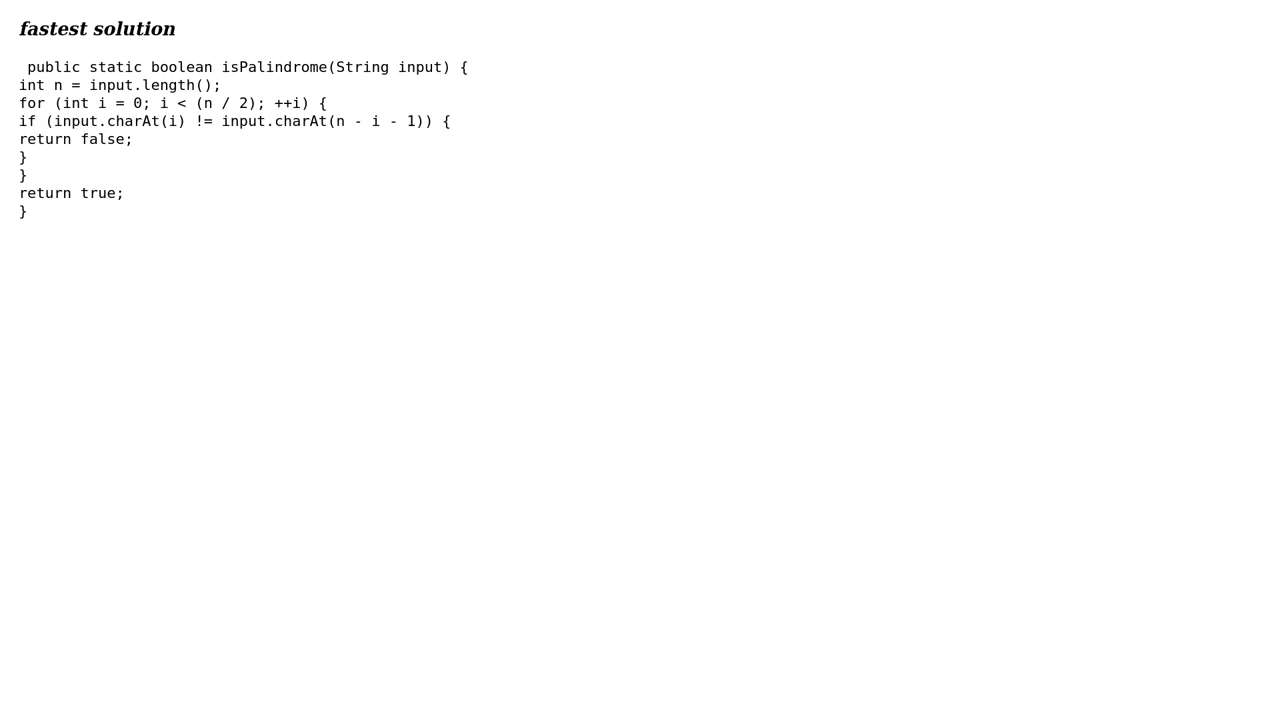 fastest solution
public static boolean isPalindrome(String input) {
int n = input.length();
for (int i = 0; i < (n / 2); ++i) {
if (input.charAt(i) != input.charAt(n - i - 1)) {
return false;
}
}
return true;
}